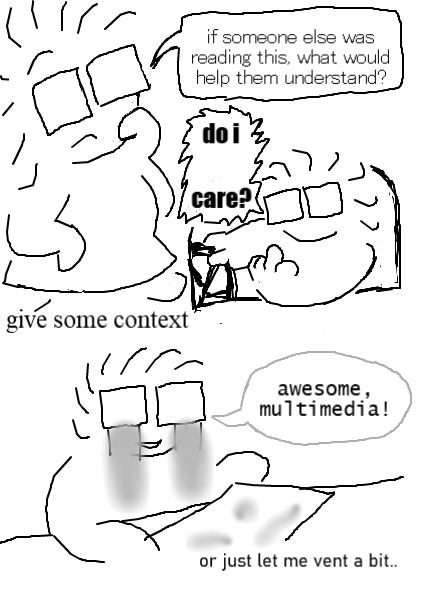 if someone else was
reading this, what would
help them understand?
do i
care?
give some context
awesome,
multimedia!
or just let me vent a bit..